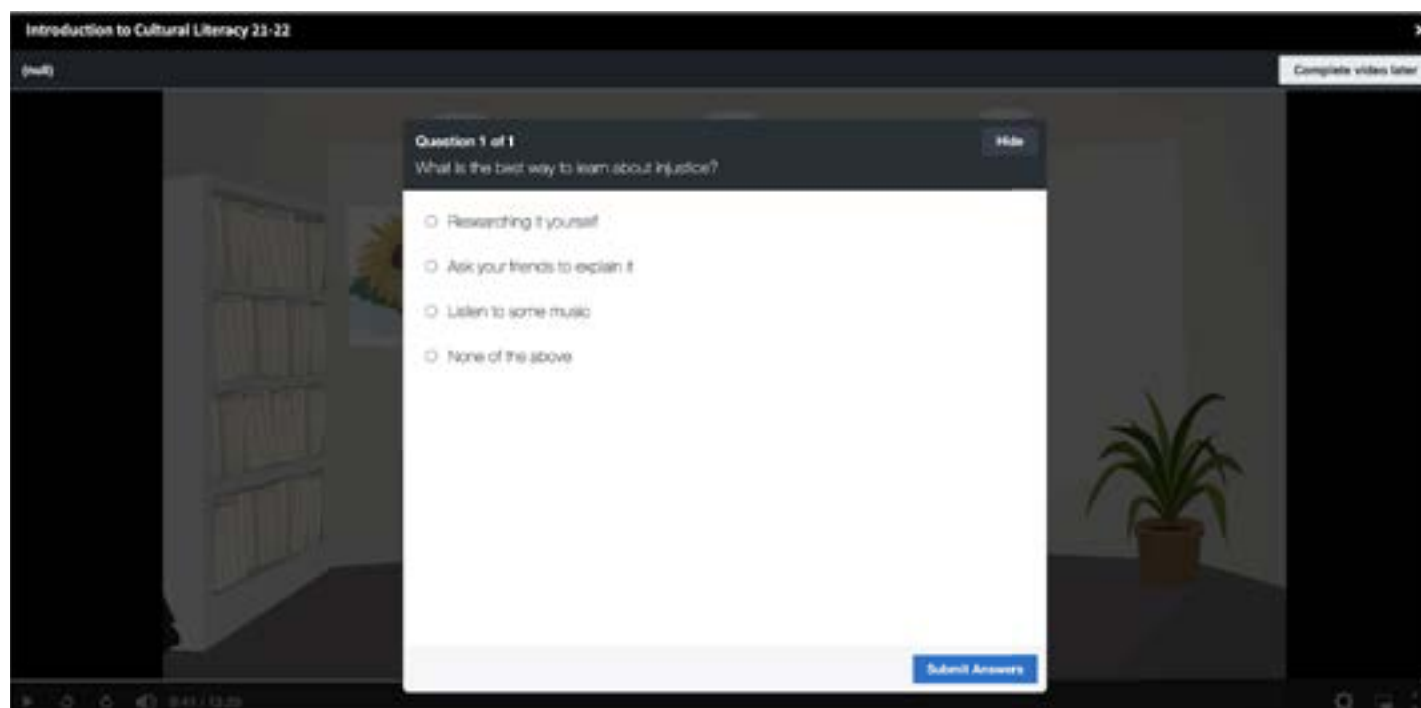 Introduction to Cultural Literacy 21-22
(null)
Complete video later
Question 1 of 1
Hide
What is the best way to learn about injustice?
Researching it yourself
Ask your friends to explain it
Listen to some music
None of the above
Submit Answers